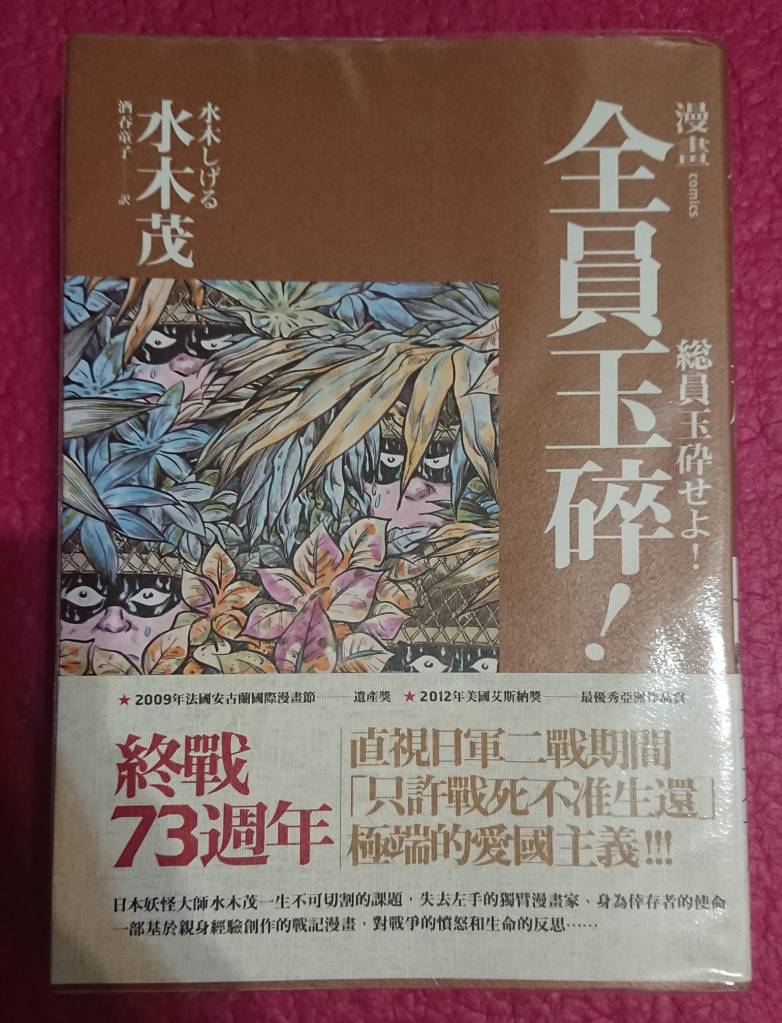 漫畫 comics
全員玉碎!
総員玉砕せよ!
水木しげる
水木茂
酒吞童子——訳
★2009年法國安古蘭國際漫畫節——遺產獎 ★2012年美國艾斯納獎——最優秀亞洲作品獎
終戰
73週年
直視日軍二戰期間
「只許戰死不准生還」
極端的愛國主義!!!
日本妖怪大師水木茂一生不可切割的課題,失去左手的獨臂漫畫家、身為倖存者的使命
一部基於親身經驗創作的戰記漫畫,對戰爭的憤怒和生命的反思……